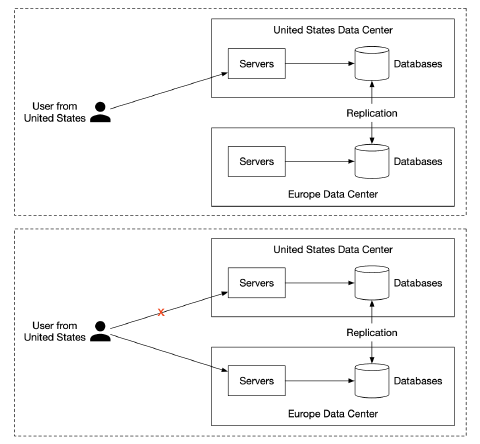 United States Data Center
Servers
Databases
User from
United States
Replication
Servers
Databases
Europe Data Center
United States Data Center
Servers
Databases
X
User from
United States
Replication
Servers
Databases
Europe Data Center